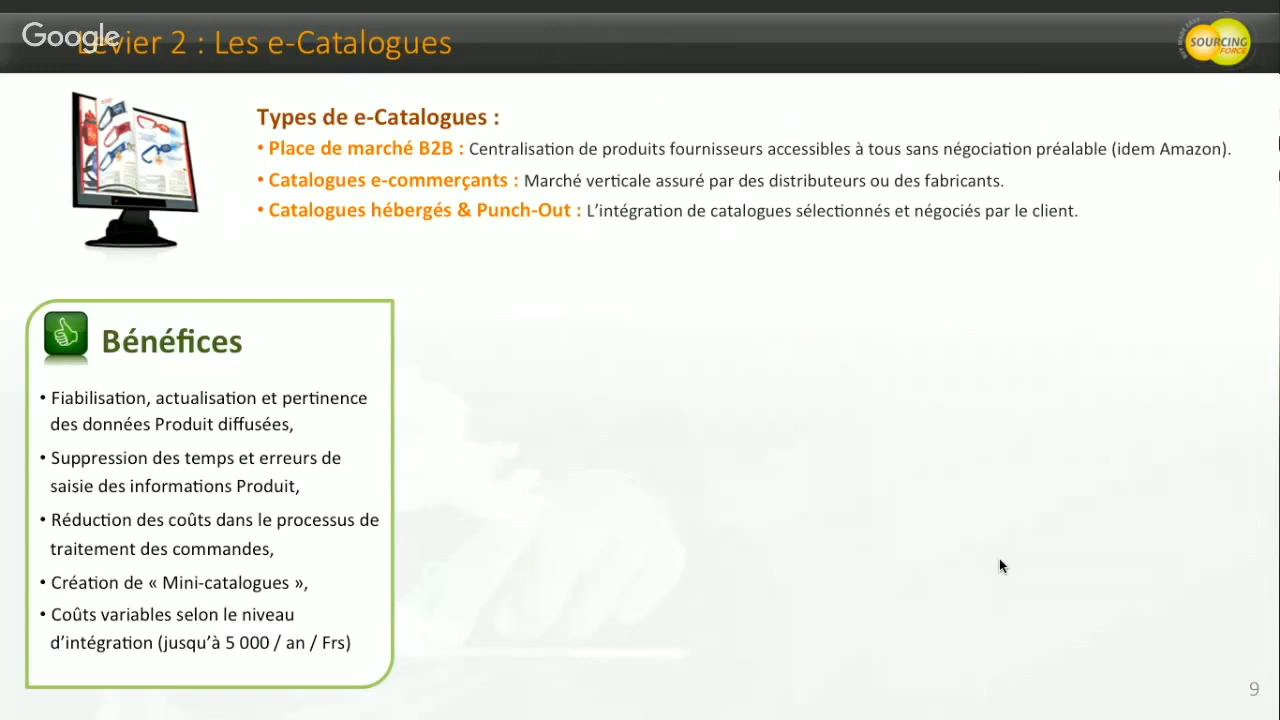 Google
Levier 2 : Les e-Catalogues
SOURCING
FORCE
Types de e-Catalogues :
• Place de marché B2B : Centralisation de produits fournisseurs accessibles à tous sans négociation préalable (idem Amazon).
• Catalogues e-commerçants : Marché verticale assuré par des distributeurs ou des fabricants.
• Catalogues hébergés & Punch-Out : L'intégration de catalogues sélectionnés et négociés par le client.
Bénéfices
• Fiabilisation, actualisation et pertinence
des données Produit diffusées,
• Suppression des temps et erreurs de
saisie des informations Produit,
• Réduction des coûts dans le processus de
traitement des commandes,
• Création de « Mini-catalogues »,
• Coûts variables selon le niveau
d'intégration (jusqu'à 5 000 / an / Frs)
9